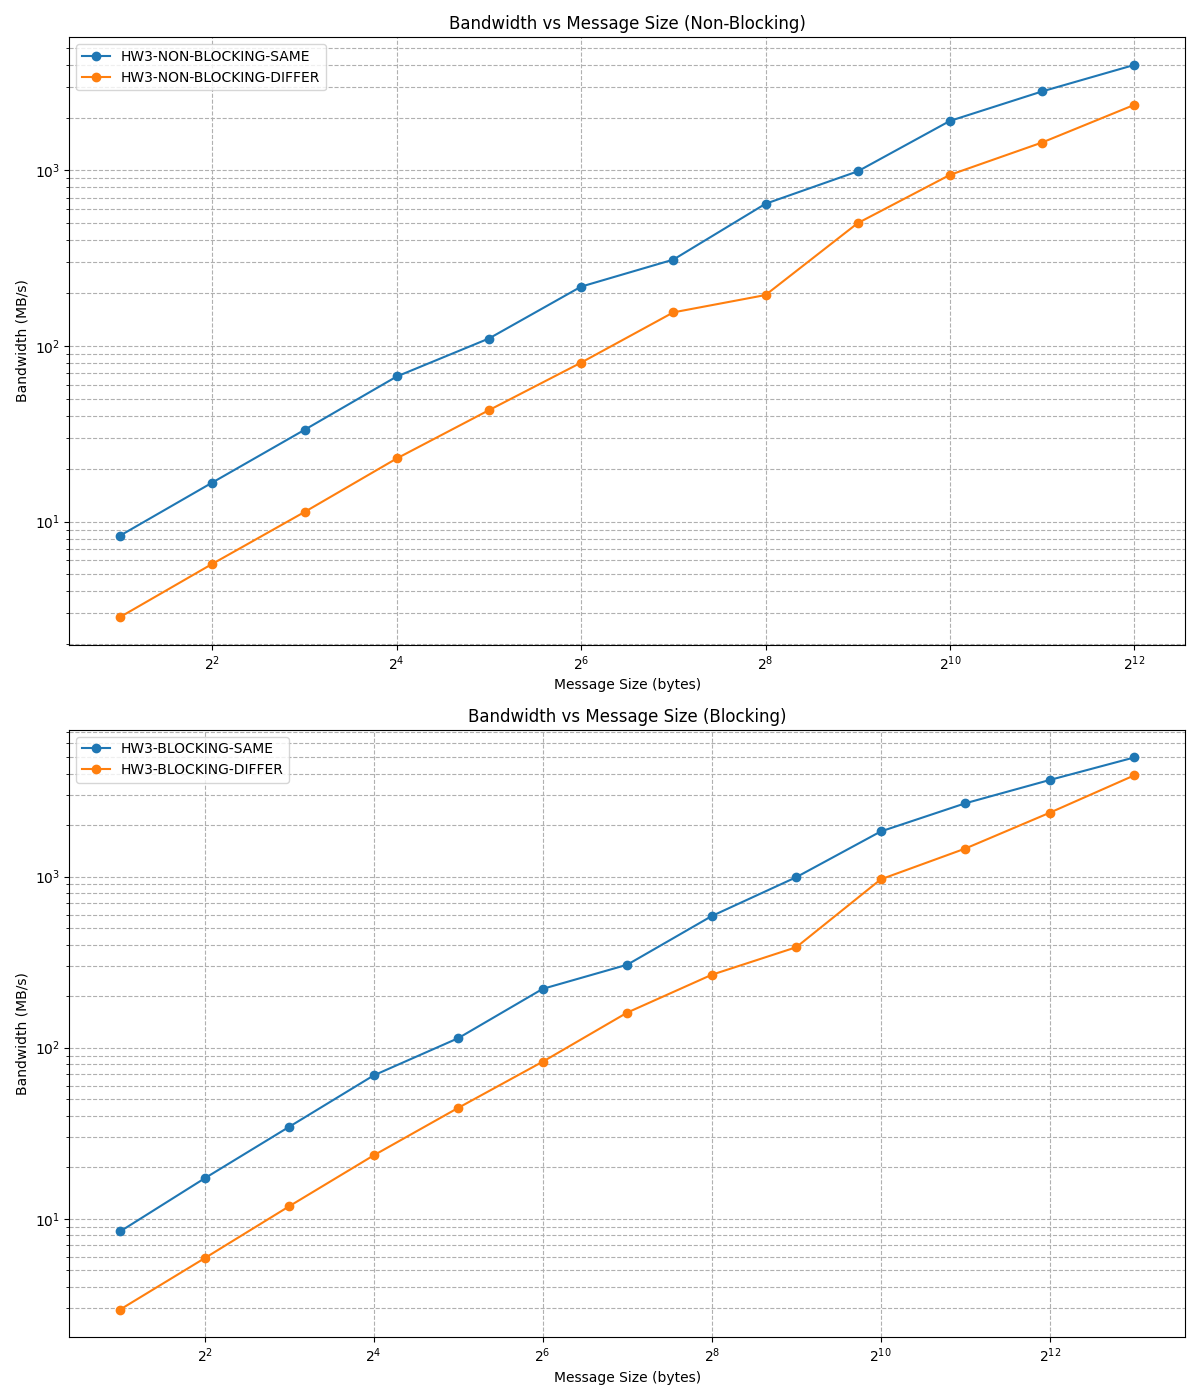 Bandwidth vs Message Size (Non-Blocking)
HW3-NON-BLOCKING-SAME
HW3-NON-BLOCKING-DIFFER
10³
10²
10¹
Bandwidth (MB/s)
2² 2⁴ 2⁶ 2⁸ 2¹⁰ 2¹²
Message Size (bytes)
Bandwidth vs Message Size (Blocking)
HW3-BLOCKING-SAME
HW3-BLOCKING-DIFFER
10³
10²
10¹
Bandwidth (MB/s)
2² 2⁴ 2⁶ 2⁸ 2¹⁰ 2¹²
Message Size (bytes)